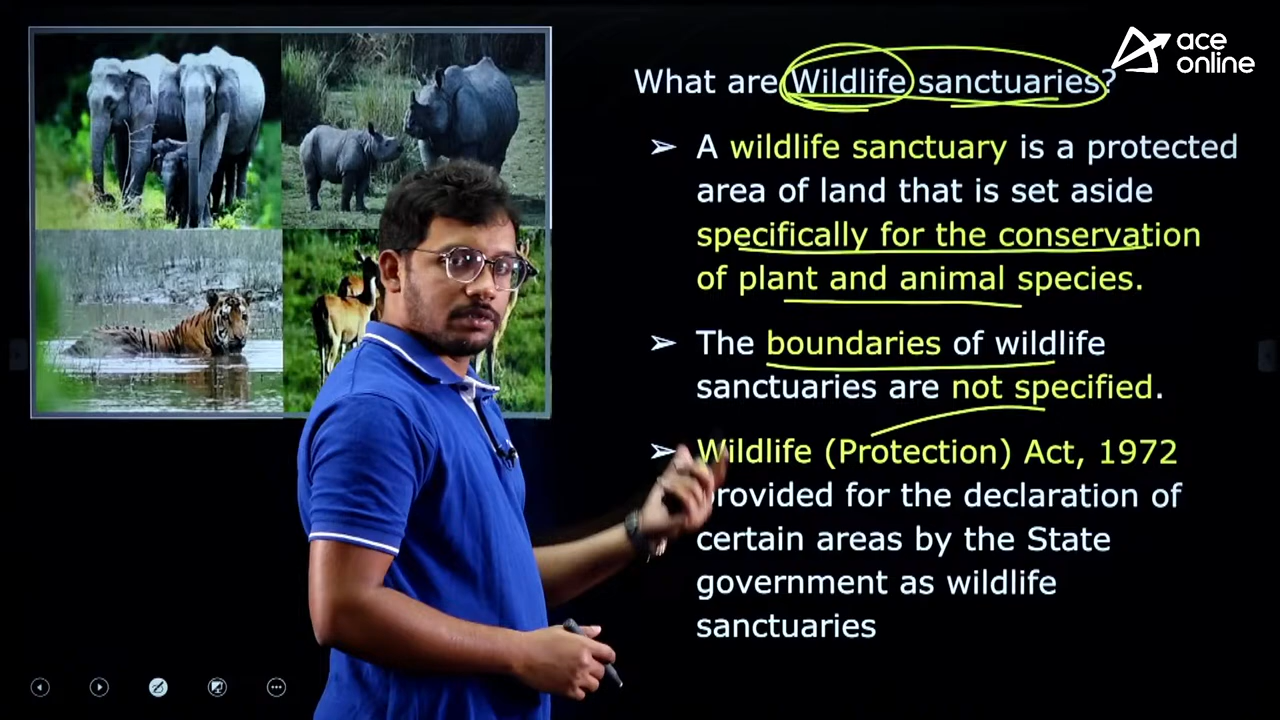 ace
online
What are Wildlife sanctuaries?
➢ A wildlife sanctuary is a protected
area of land that is set aside
specifically for the conservation
of plant and animal species.
➢ The boundaries of wildlife
sanctuaries are not specified.
➢ Wildlife (Protection) Act, 1972
provided for the declaration of
certain areas by the State
government as wildlife
sanctuaries